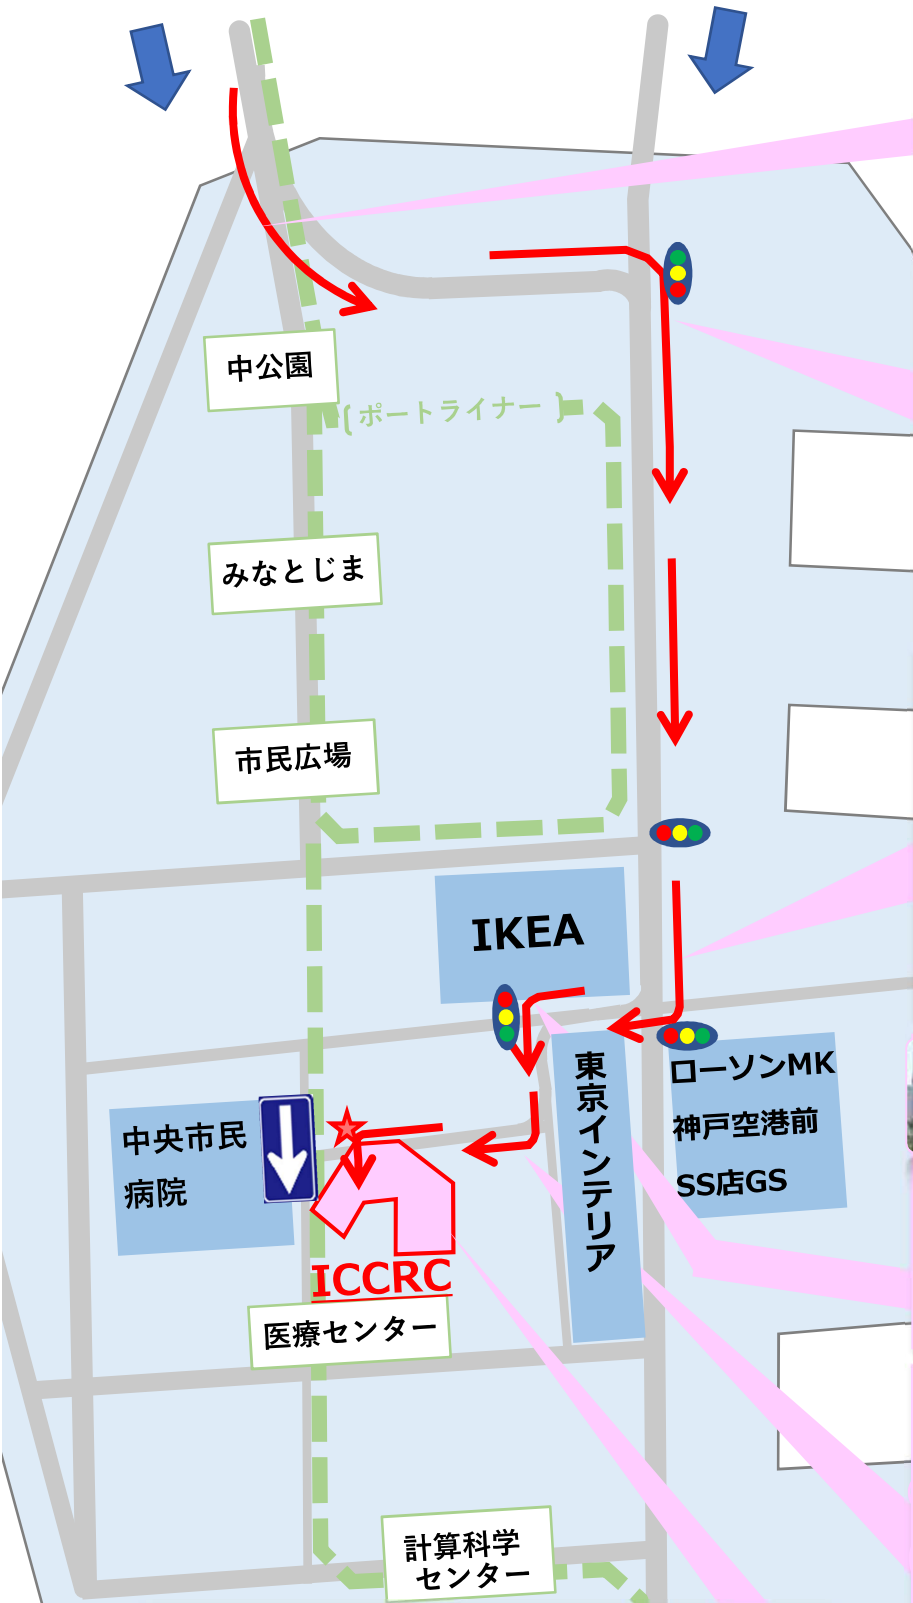 中公園
(ポートライナー)
みなとじま
市民広場
IKEA
東京インテリア
ローソンMK
神戸空港前
SS店GS
中央市民
病院
ICCRC
医療センター
計算科学
センター